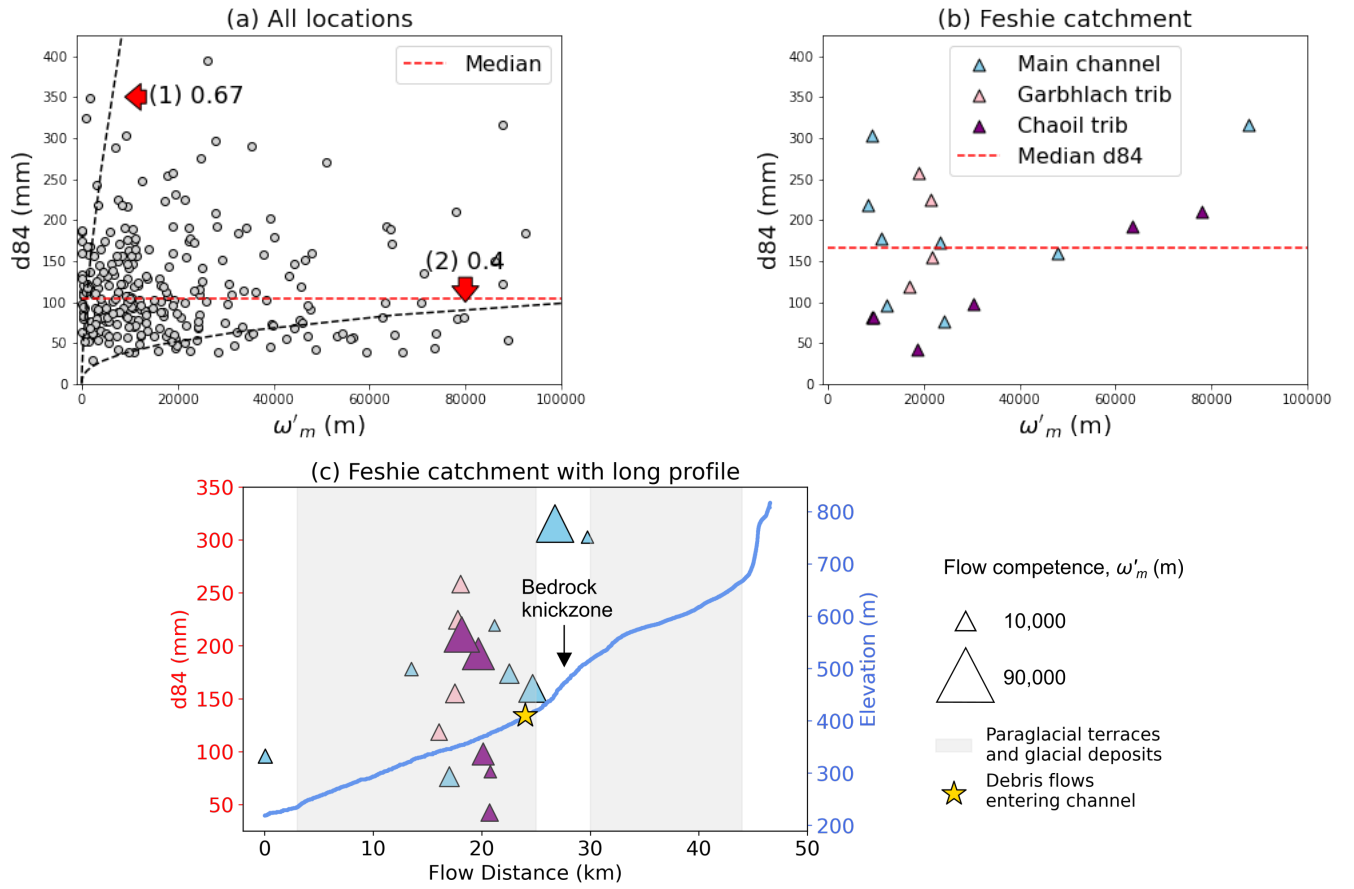 (a) All locations
400
350
300
250
200
150
100
50
0
d84 (mm)
Median
(1) 0.67
(2) 0.4
0
20000
40000
60000
80000
100000
ω'm (m)
(b) Feshie catchment
400
350
300
250
200
150
100
50
0
d84 (mm)
Main channel
Garbhlach trib
Chaoil trib
Median d84
0
20000
40000
60000
80000
100000
ω'm (m)
(c) Feshie catchment with long profile
350
300
250
200
150
100
50
d84 (mm)
Bedrock
knickzone
800
700
600
500
400
300
200
Elevation (m)
0
10
20
30
40
50
Flow Distance (km)
Flow competence, ω'm (m)
10,000
90,000
Paraglacial terraces
and glacial deposits
Debris flows
entering channel